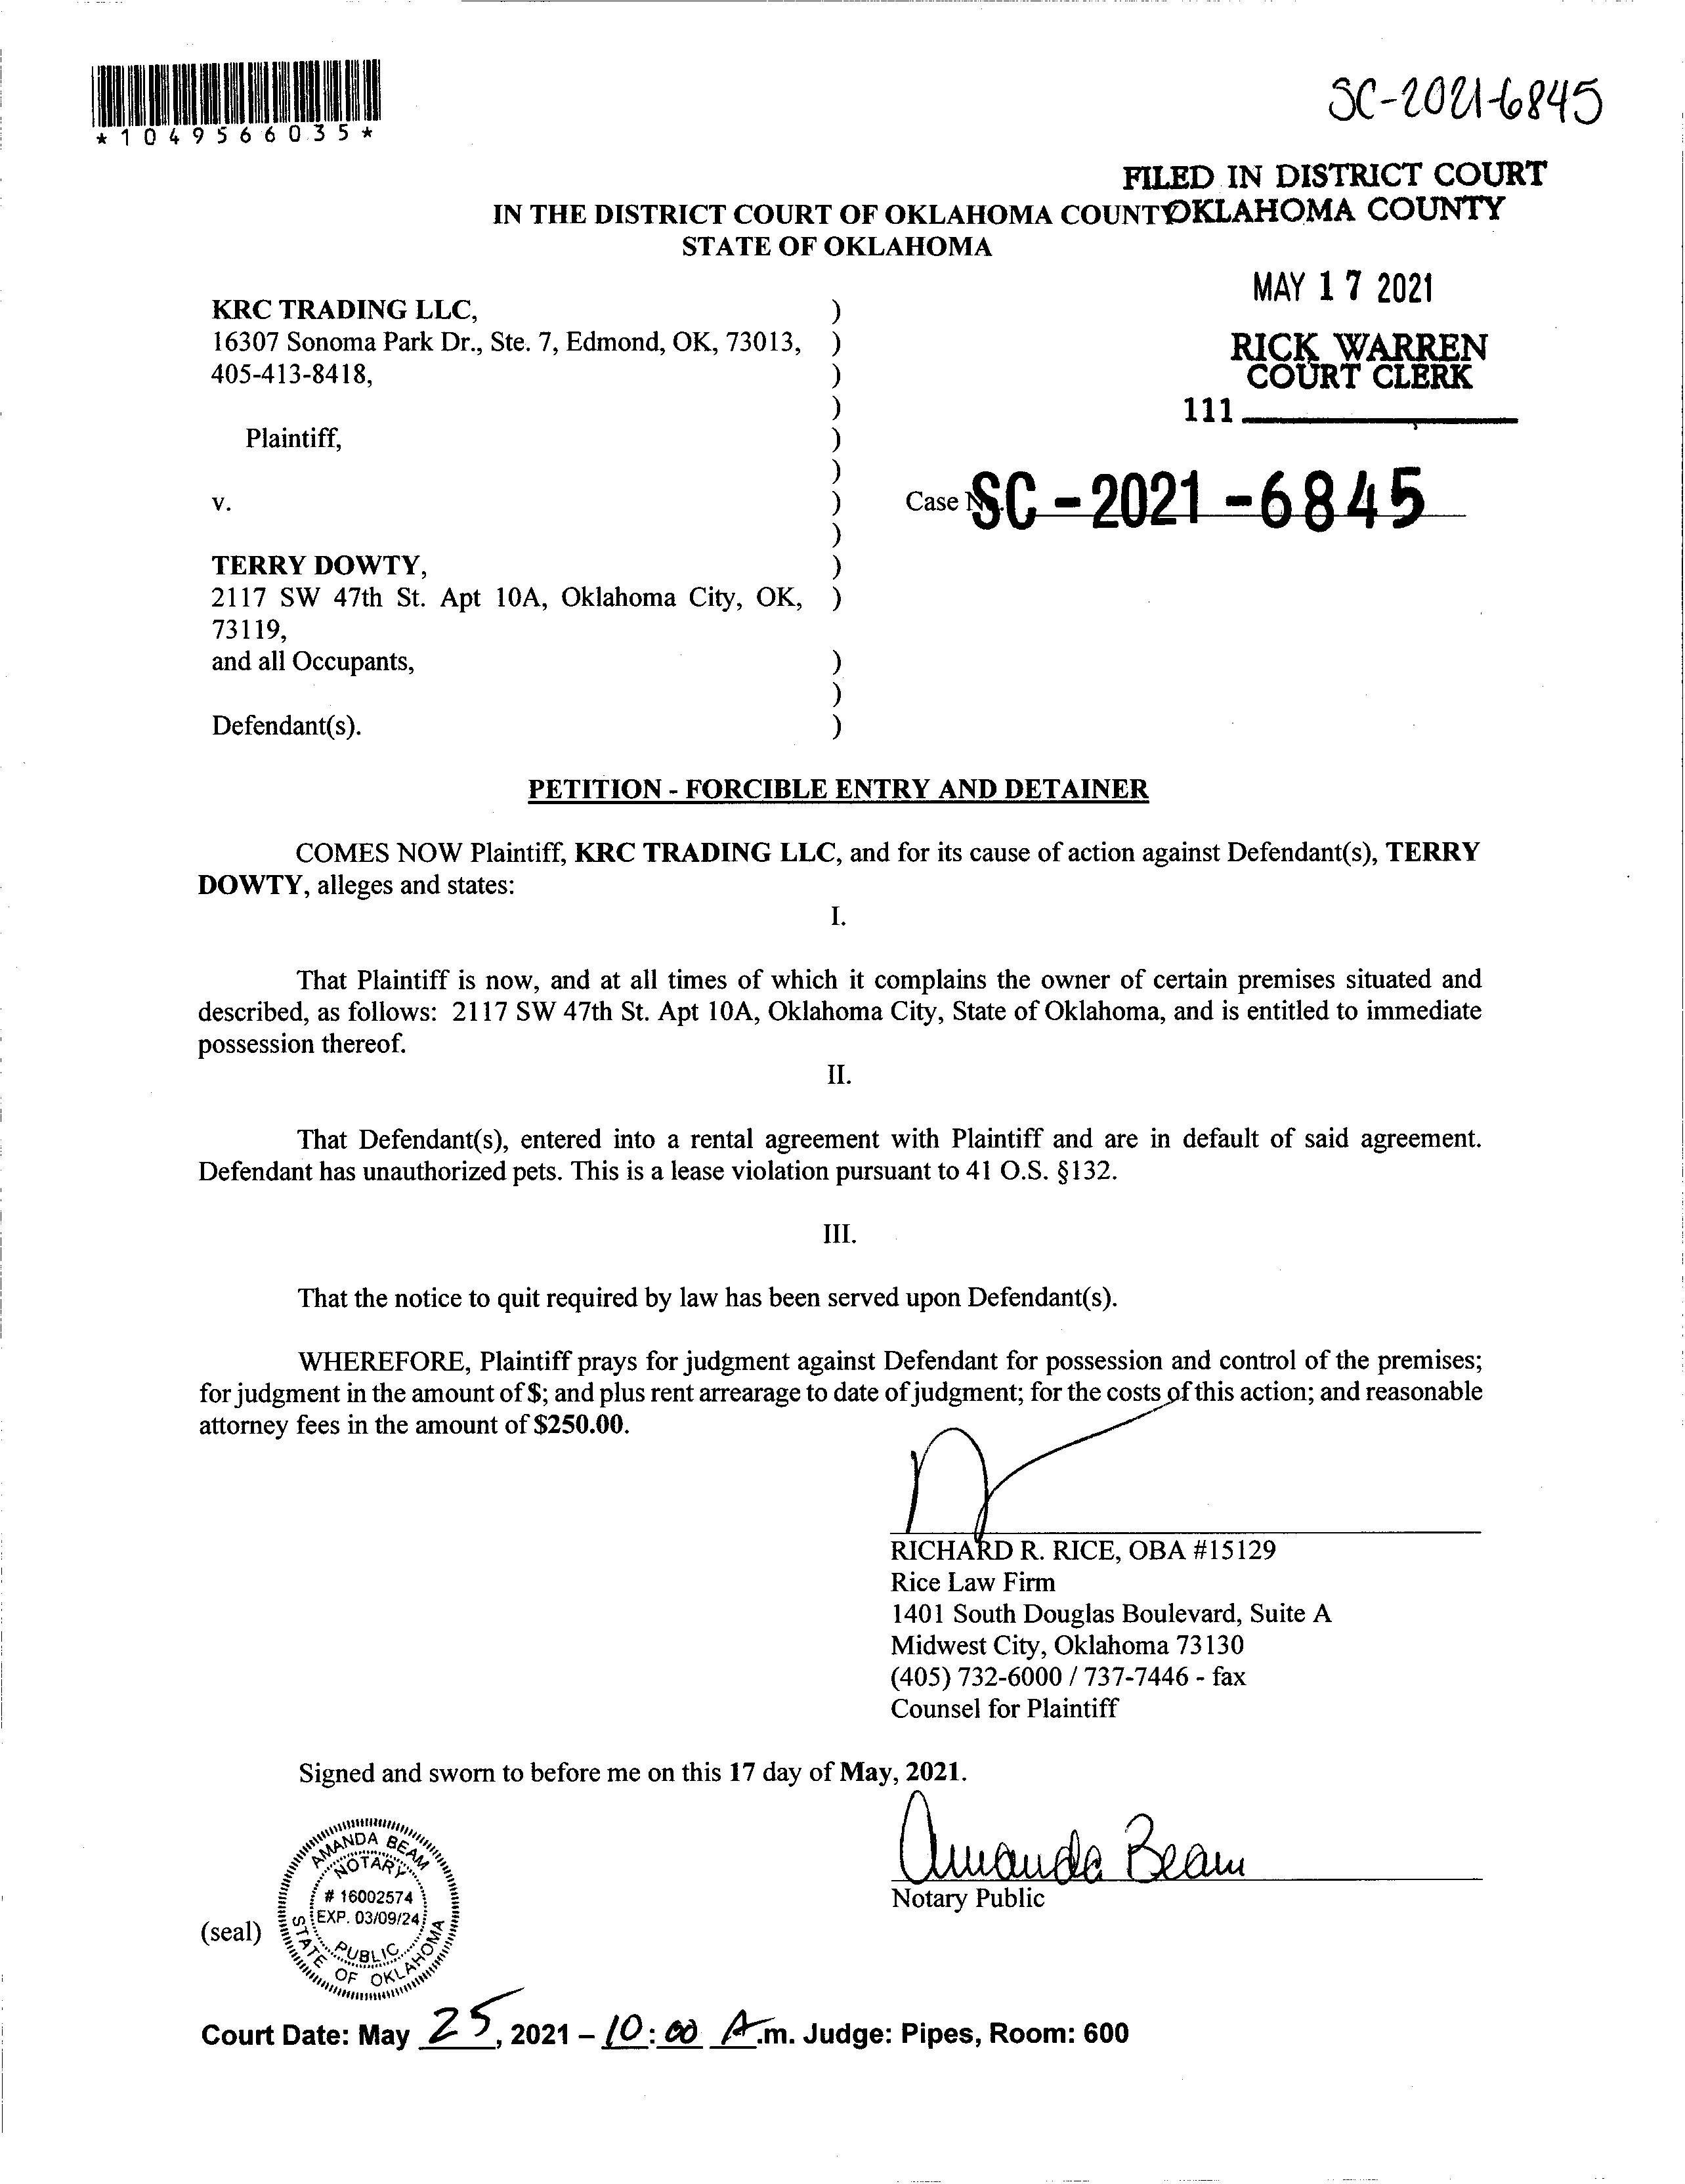 *1049566035*
SC-2021-6845
FILED IN DISTRICT COURT
OKLAHOMA COUNTY
IN THE DISTRICT COURT OF OKLAHOMA COUNTY
STATE OF OKLAHOMA
MAY 17 2021
RICK WARREN
COURT CLERK
111
KRC TRADING LLC, )
16307 Sonoma Park Dr., Ste. 7, Edmond, OK, 73013, )
405-413-8418, )
)
Plaintiff, )
)
v. )
Case No. SC-2021-6845
)
TERRY DOWTY, )
2117 SW 47th St. Apt 10A, Oklahoma City, OK, )
73119,
and all Occupants, )
)
Defendant(s). )
PETITION - FORCIBLE ENTRY AND DETAINER
COMES NOW Plaintiff, KRC TRADING LLC, and for its cause of action against Defendant(s), TERRY
DOWTY, alleges and states:
I.
That Plaintiff is now, and at all times of which it complains the owner of certain premises situated and
described, as follows: 2117 SW 47th St. Apt 10A, Oklahoma City, State of Oklahoma, and is entitled to immediate
possession thereof.
II.
That Defendant(s), entered into a rental agreement with Plaintiff and are in default of said agreement.
Defendant has unauthorized pets. This is a lease violation pursuant to 41 O.S. §132.
III.
That the notice to quit required by law has been served upon Defendant(s).
WHEREFORE, Plaintiff prays for judgment against Defendant for possession and control of the premises;
for judgment in the amount of $; and plus rent arrearage to date of judgment; for the costs of this action; and reasonable
attorney fees in the amount of $250.00.
RICHARD R. RICE, OBA #15129
Rice Law Firm
1401 South Douglas Boulevard, Suite A
Midwest City, Oklahoma 73130
(405) 732-6000 / 737-7446 - fax
Counsel for Plaintiff
Signed and sworn to before me on this 17 day of May, 2021.
Amanda Beam
Notary Public
(seal)
AMANDA BEAM
NOTARY
# 16002574
EXP. 03/09/24
PUBLIC
STATE OF OKLAHOMA
Court Date: May 25, 2021 – 10:00 A.m. Judge: Pipes, Room: 600